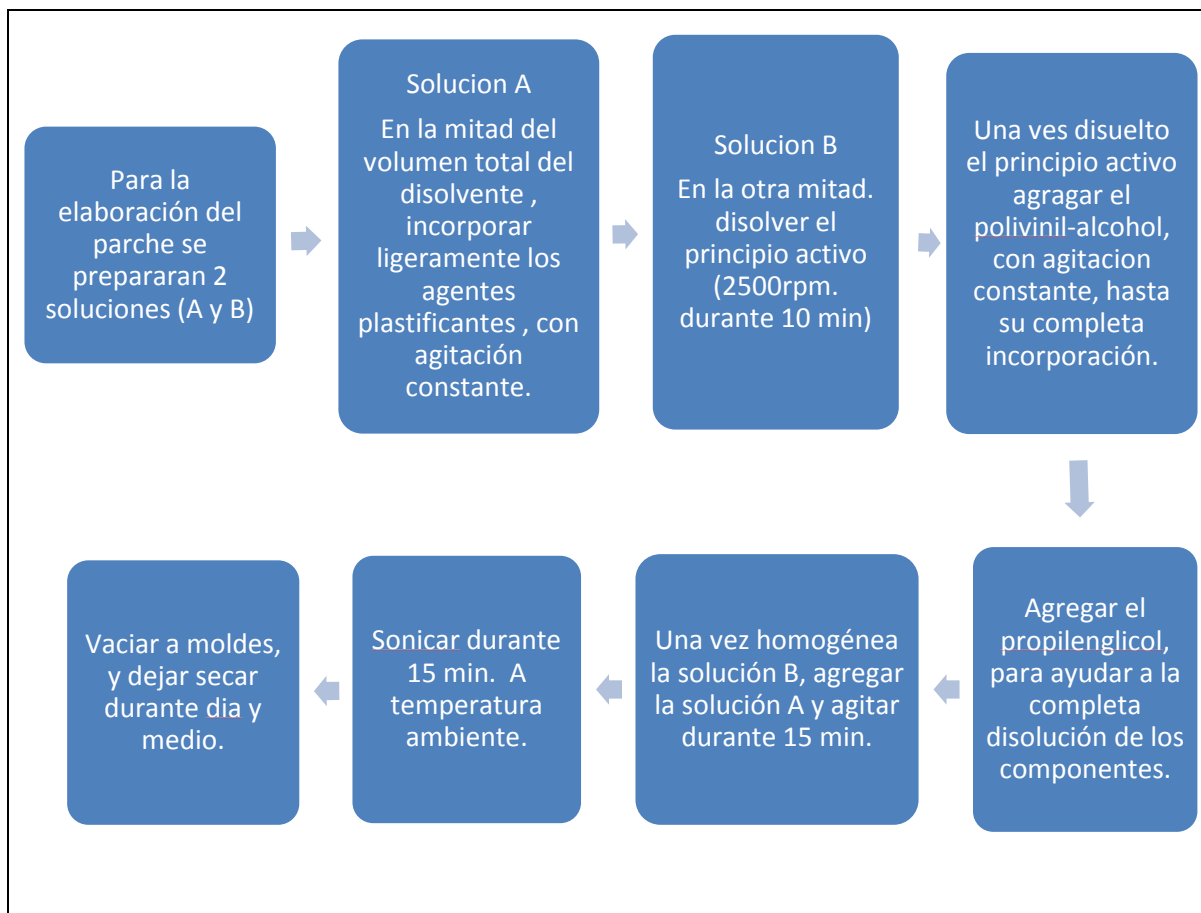 Para la
elaboración del
parche se
prepararan 2
soluciones (A y B)
Solucion A
En la mitad del
volumen total del
disolvente ,
incorporar
ligeramente los
agentes
plastificantes , con
agitación
constante.
Solucion B
En la otra mitad.
disolver el
principio activo
(2500rpm.
durante 10 min)
Una ves disuelto
el principio activo
agragar el
polivinil-alcohol,
con agitacion
constante, hasta
su completa
incorporación.
Agregar el
propilenglicol,
para ayudar a la
completa
disolución de los
componentes.
Una vez homogénea
la solución B, agregar
la solución A y agitar
durante 15 min.
Sonicar durante
15 min.  A
temperatura
ambiente.
Vaciar a moldes,
y dejar secar
durante dia y
medio.